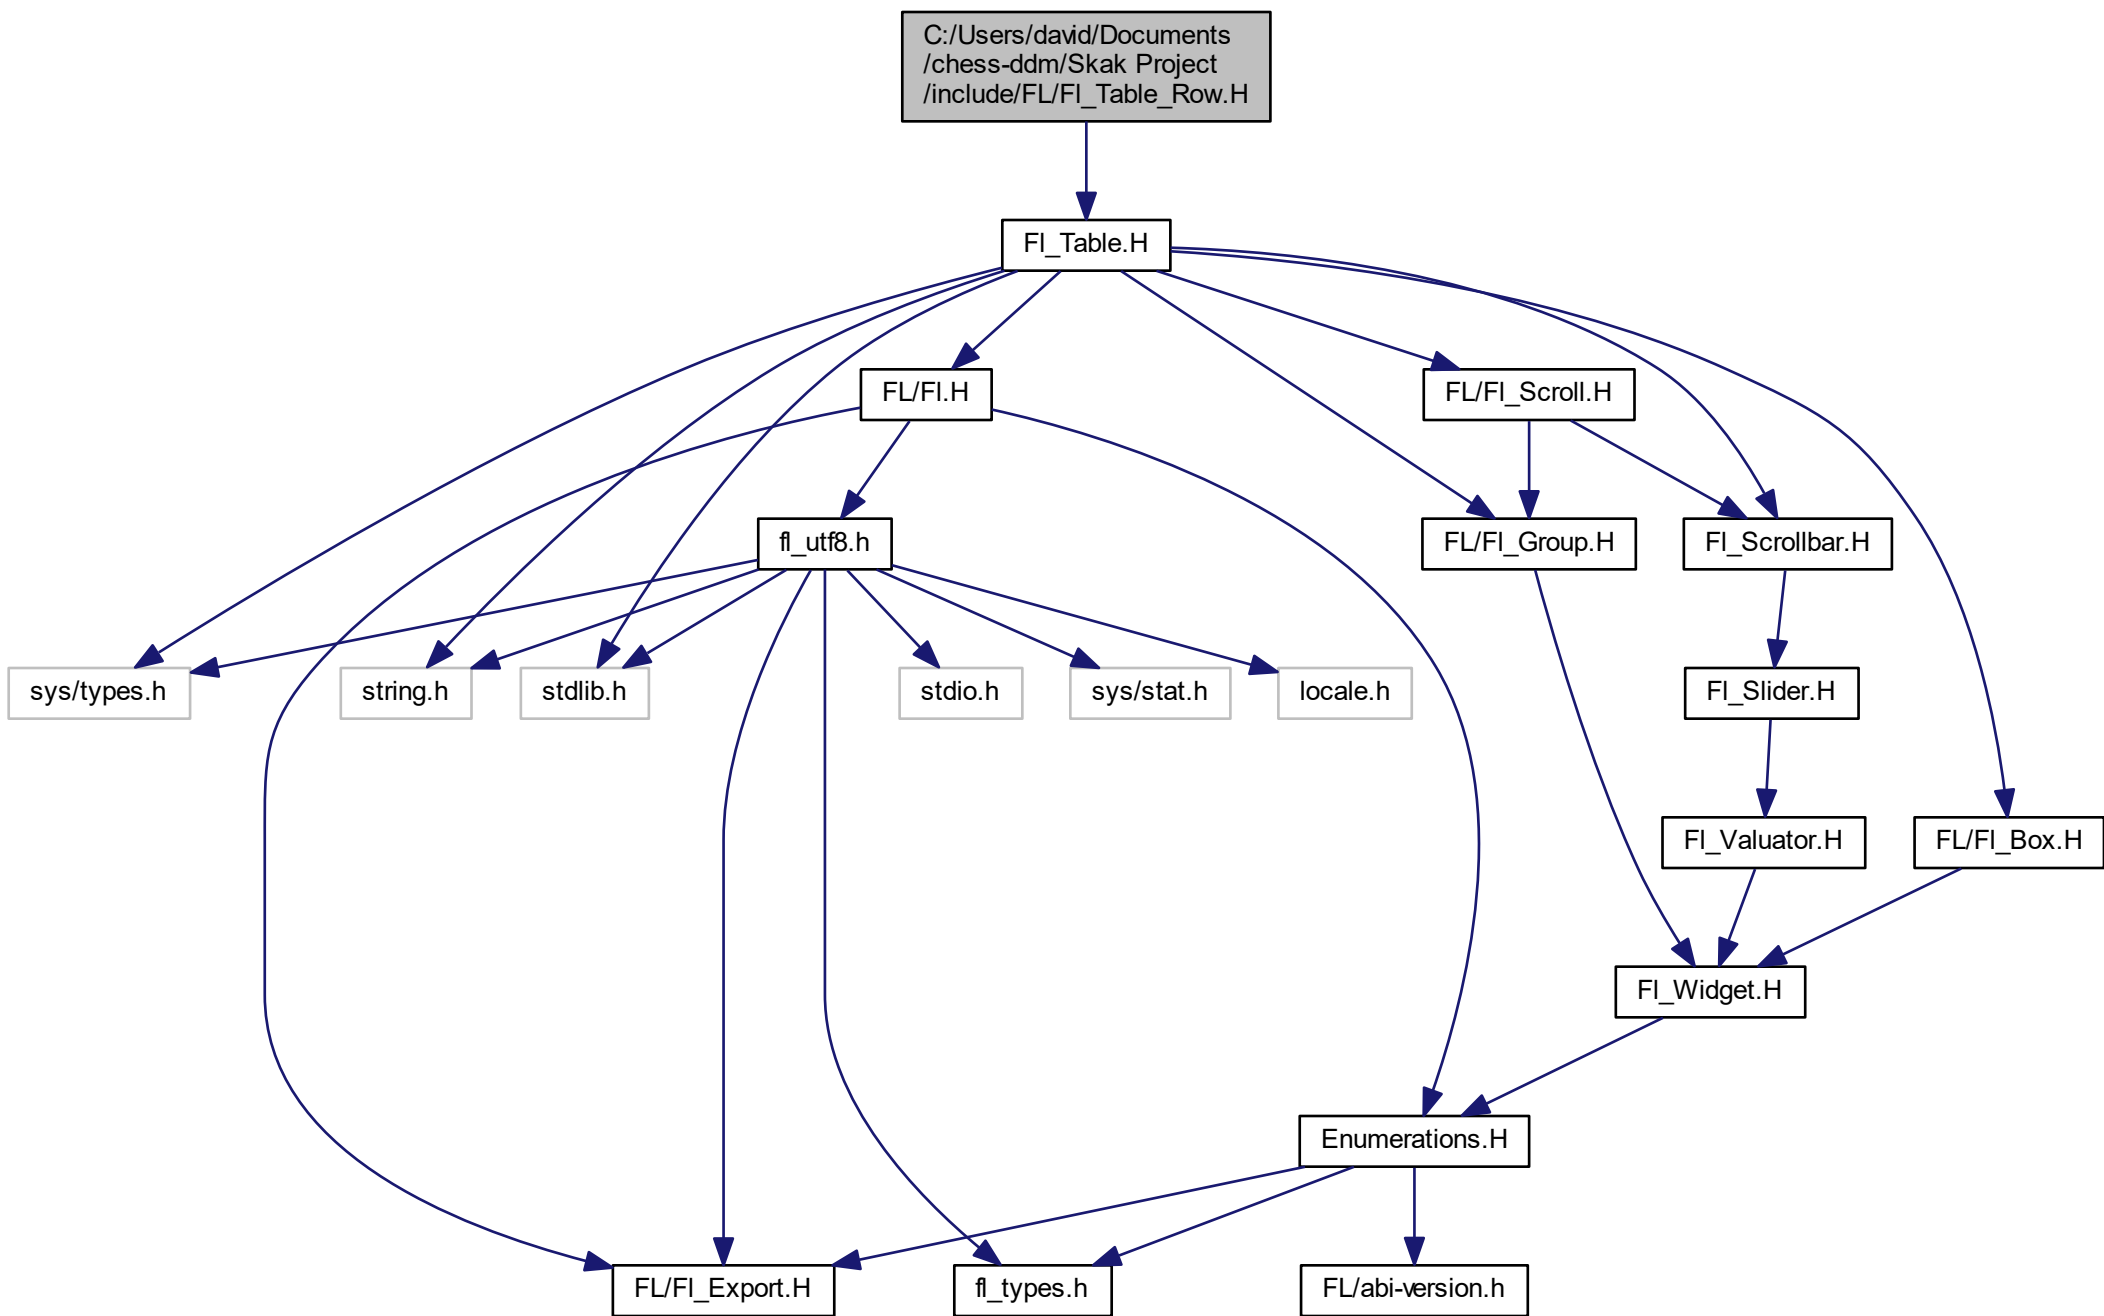 C:/Users/david/Documents
/chess-ddm/Skak Project
/include/FL/Fl_Table_Row.H
Fl_Table.H
FL/Fl.H
FL/Fl_Scroll.H
fl_utf8.h
FL/Fl_Group.H
Fl_Scrollbar.H
sys/types.h
string.h
stdlib.h
stdio.h
sys/stat.h
locale.h
Fl_Slider.H
Fl_Valuator.H
FL/Fl_Box.H
Fl_Widget.H
Enumerations.H
FL/Fl_Export.H
fl_types.h
FL/abi-version.h